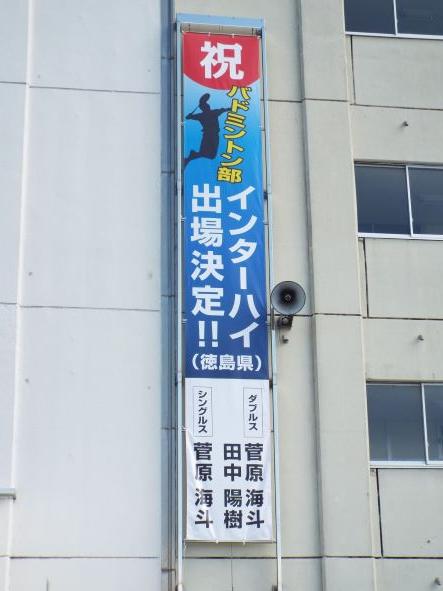 祝
バドミントン部
インターハイ
出場決定!!
（徳島県）
ダブルス
菅原 海斗
田中 陽樹
シングルス
菅原 海斗